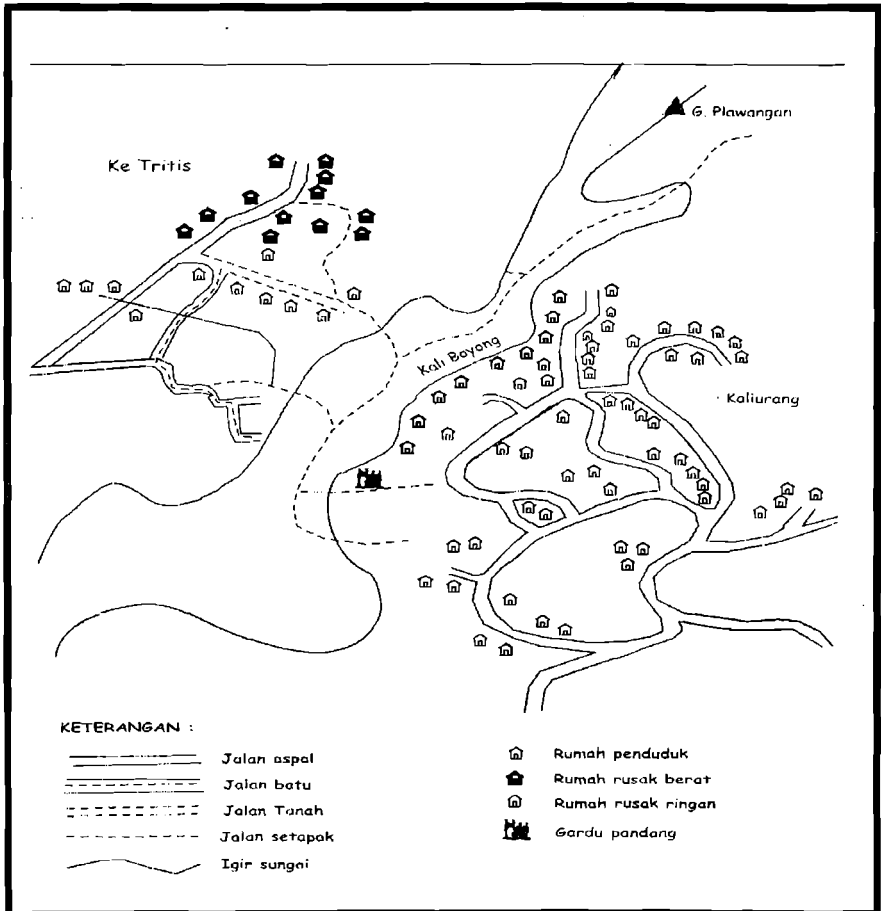 G. Plawangan
Ke Tritis
Kali Boyong
Kaliurang
KETERANGAN :
Jalan aspal
Jalan batu
Jalan Tanah
Jalan setapak
Igir sungai
Rumah penduduk
Rumah rusak berat
Rumah rusak ringan
Gardu pandang